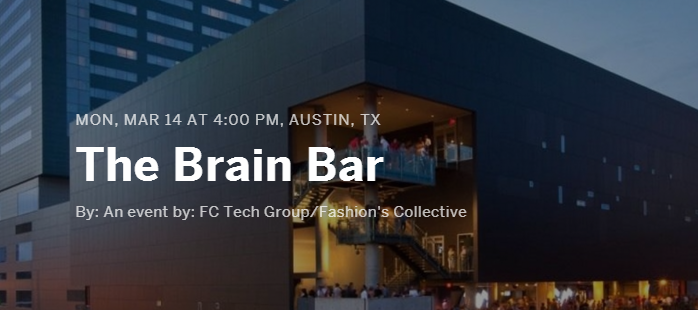 MON, MAR 14 AT 4:00 PM, AUSTIN, TX
The Brain Bar
By: An event by: FC Tech Group/Fashion's Collective